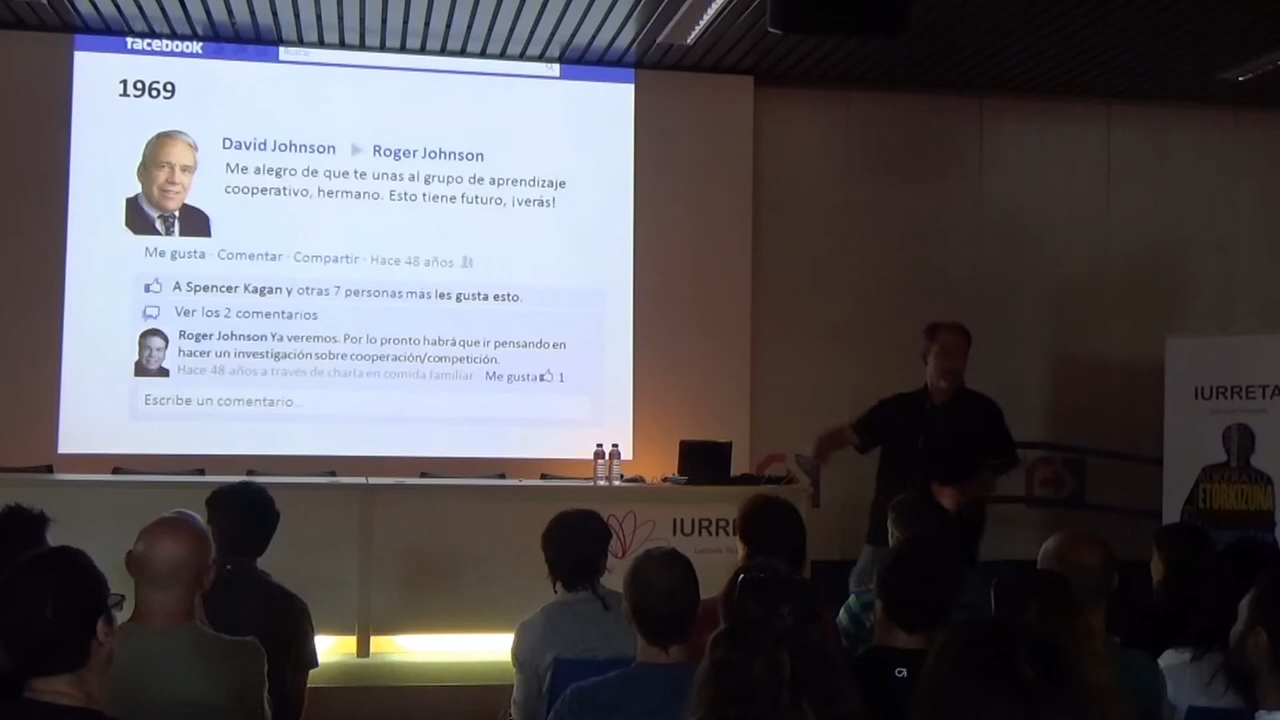 facebook
Buscar
1969
David Johnson
Roger Johnson
Me alegro de que te unas al grupo de aprendizaje
cooperativo, hermano. Esto tiene futuro, ¡verás!
Me gusta · Comentar · Compartir · Hace 48 años
A Spencer Kagan y otras 7 personas más les gusta esto.
Ver los 2 comentarios
Roger Johnson Ya veremos. Por lo pronto habrá que ir pensando en
hacer un investigación sobre cooperación/competición.
Hace 48 años a través de charla en comida familiar Me gusta 1
Escribe un comentario...
IURRETA
AUKERATU
ETORKIZUNA
IURRE